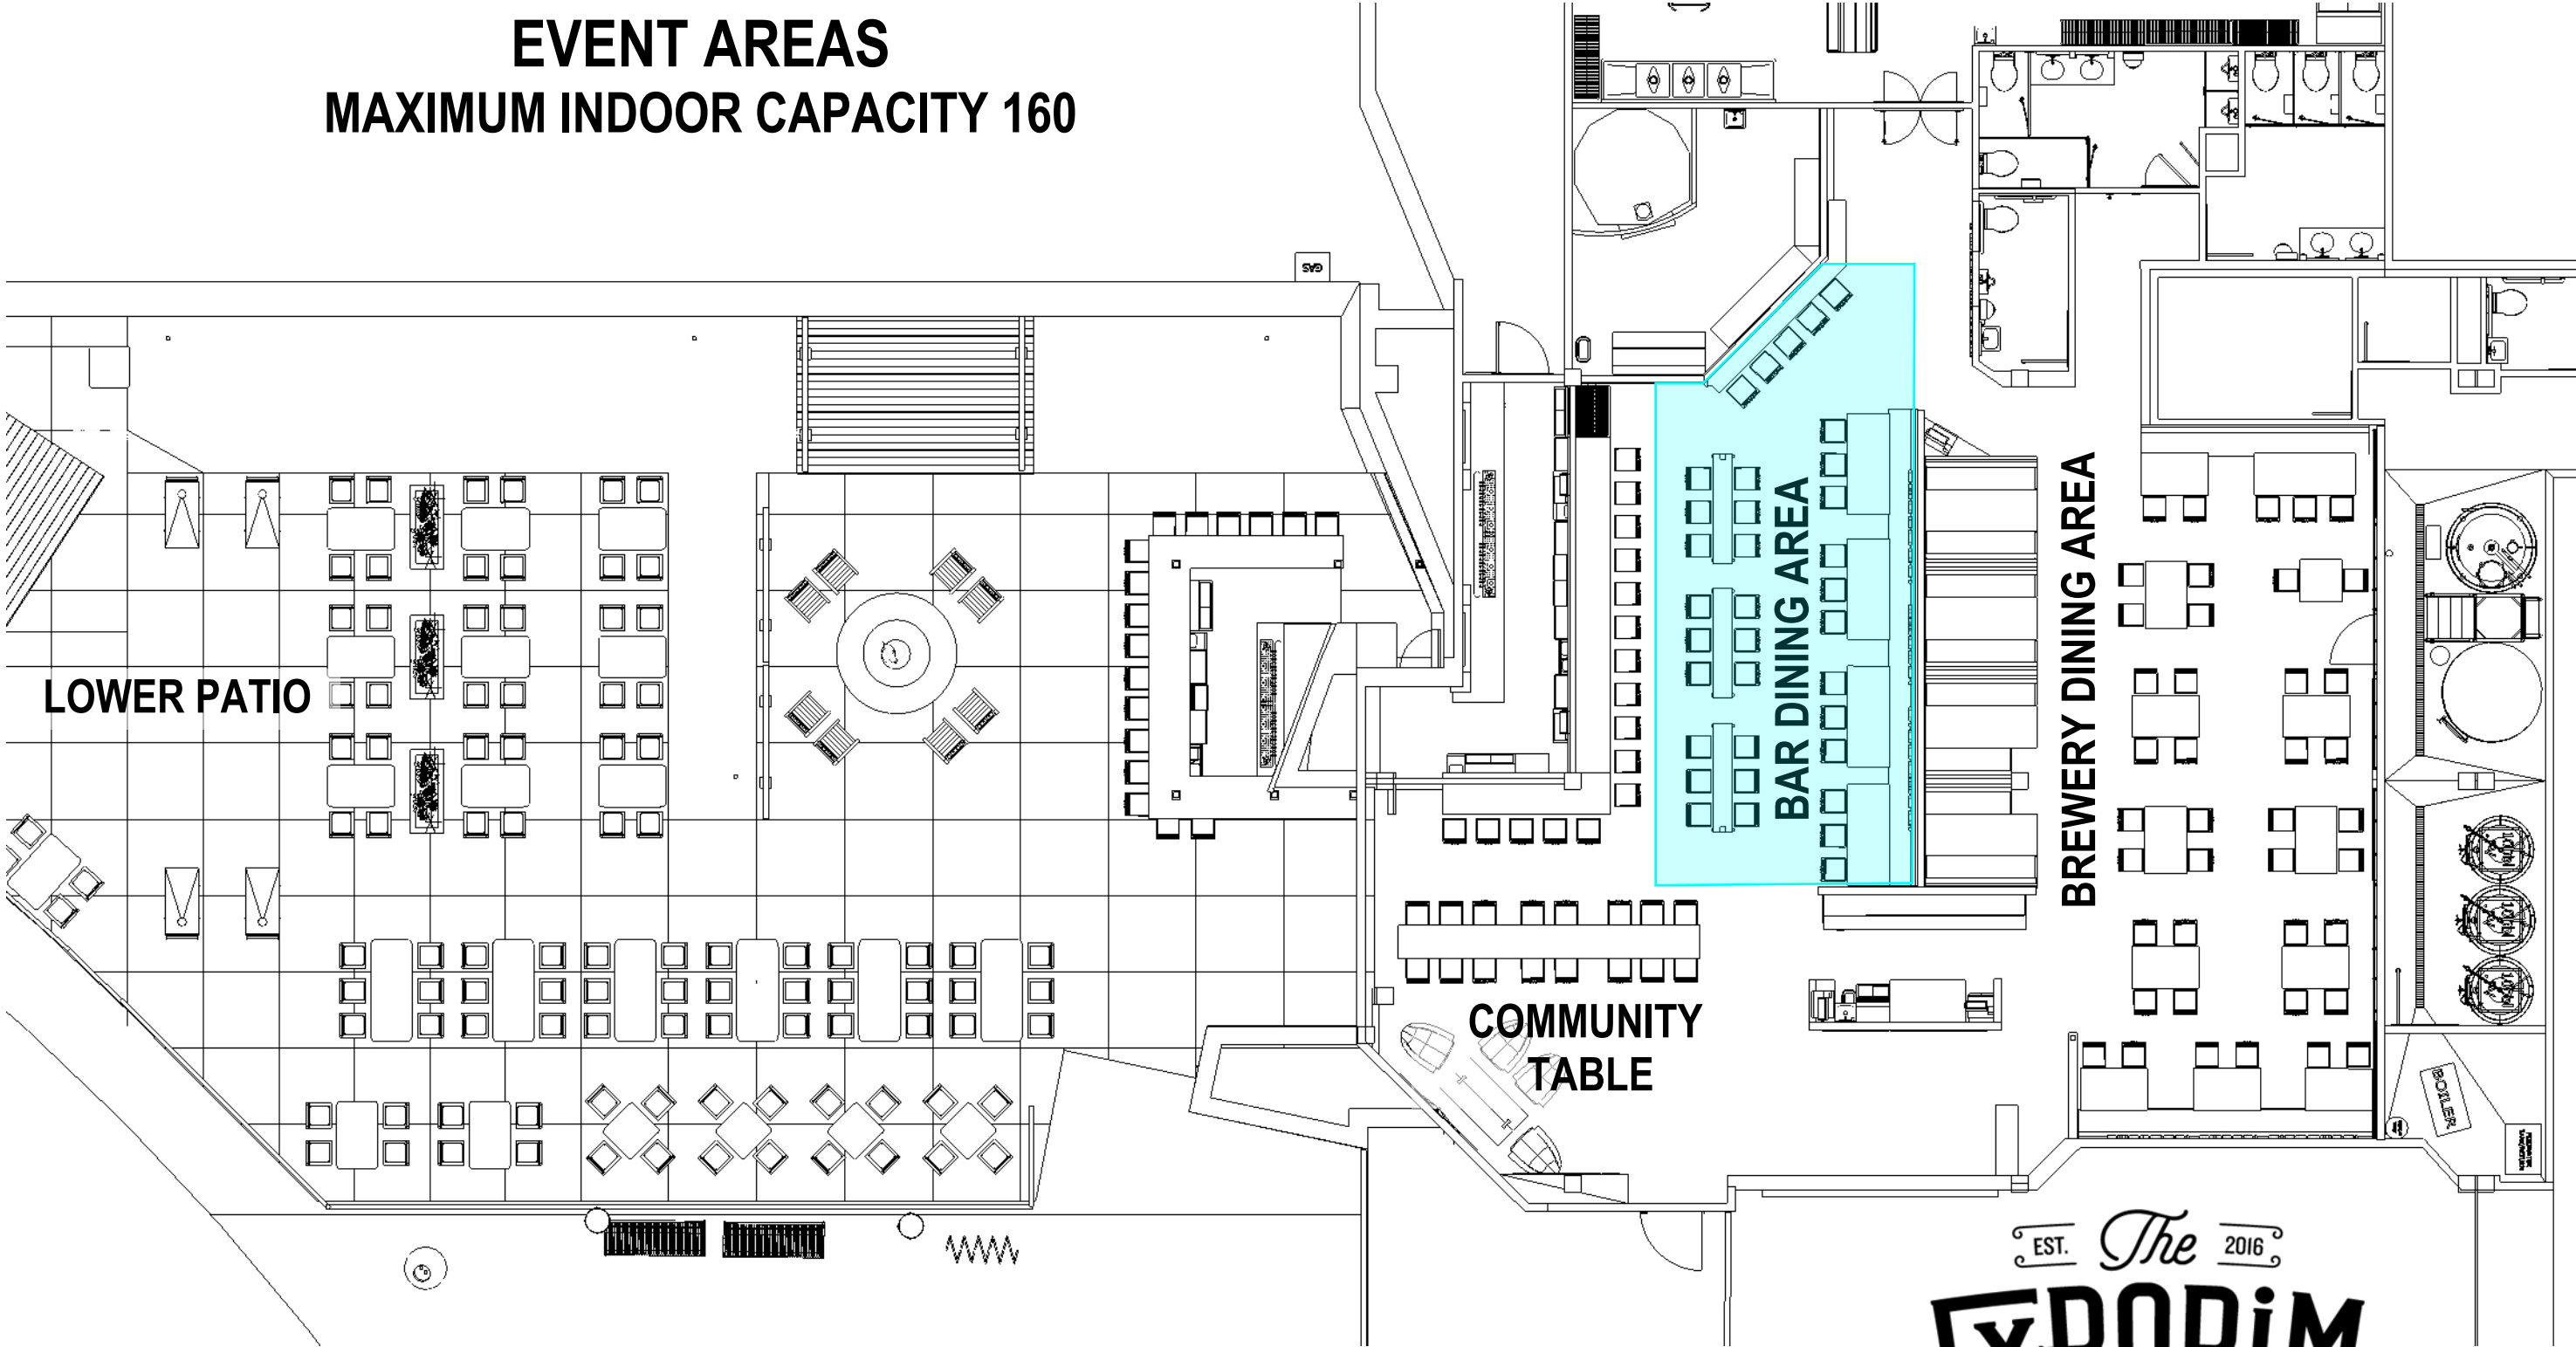 EVENT AREAS
MAXIMUM INDOOR CAPACITY 160
GAS
LOWER PATIO
BAR DINING AREA
BREWERY DINING AREA
COMMUNITY
TABLE
BOILER
EST. The 2016